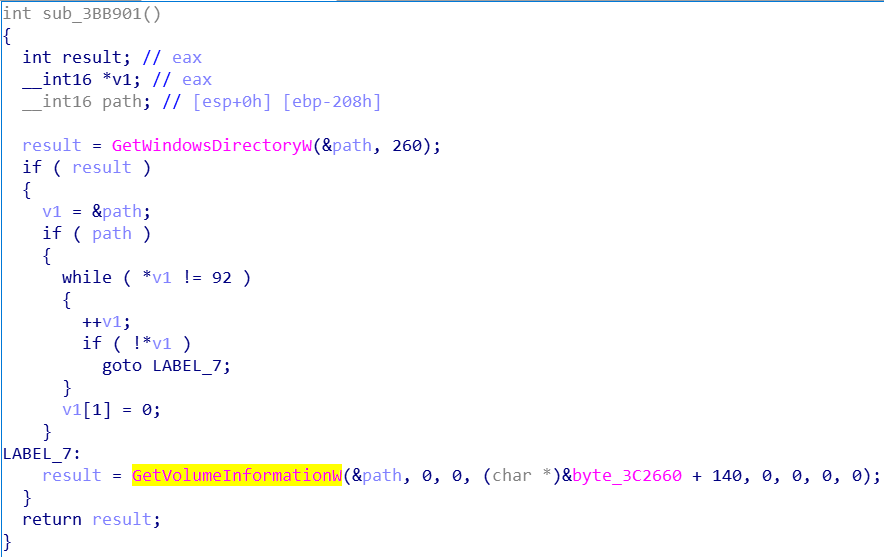 int sub_3BB901()
{
  int result; // eax
  __int16 *v1; // eax
  __int16 path; // [esp+0h] [ebp-208h]

  result = GetWindowsDirectoryW(&path, 260);
  if ( result )
  {
    v1 = &path;
    if ( path )
    {
      while ( *v1 != 92 )
      {
        ++v1;
        if ( !*v1 )
          goto LABEL_7;
      }
      v1[1] = 0;
    }
LABEL_7:
    result = GetVolumeInformationW(&path, 0, 0, (char *)&byte_3C2660 + 140, 0, 0, 0, 0);
  }
  return result;
}